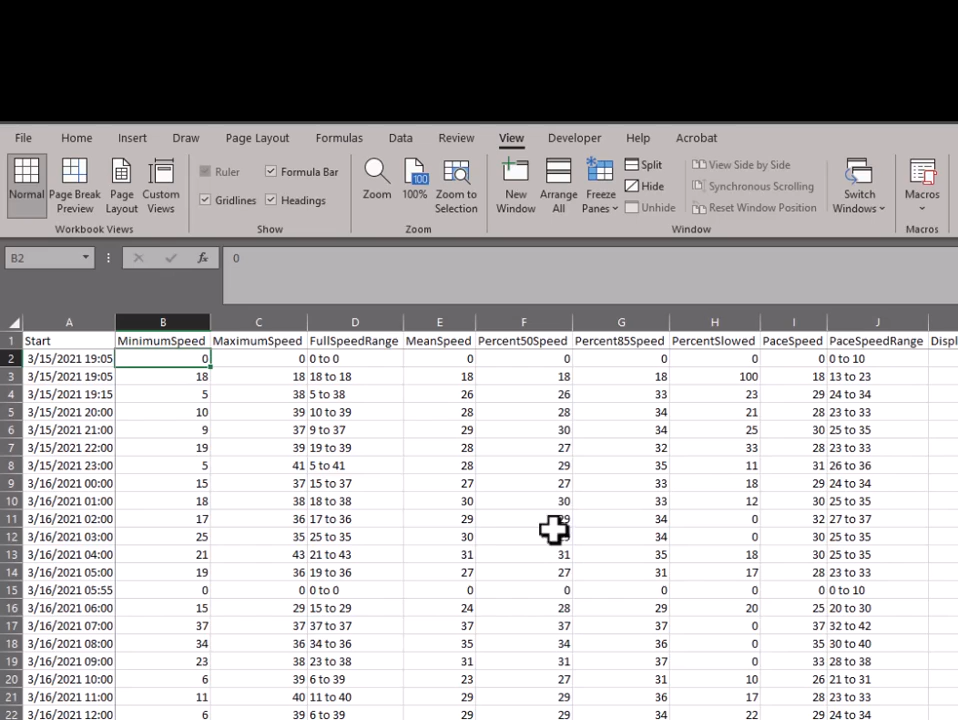 File Home Insert Draw Page Layout Formulas Data Review View Developer Help Acrobat
Normal Page Break Preview Page Layout Custom Views Ruler Formula Bar Gridlines Headings Zoom 100 100% Zoom to Selection New Window Arrange All Freeze Panes Split Hide Unhide View Side by Side Synchronous Scrolling Reset Window Position Switch Windows Macros
Workbook Views Show Zoom Window Macros
B2 fx 0
A B C D E F G H I J
1 Start MinimumSpeed MaximumSpeed FullSpeedRange MeanSpeed Percent50Speed Percent85Speed PercentSlowed PaceSpeed PaceSpeedRange Displ
2 3/15/2021 19:05 0 0 0 to 0 0 0 0 0 0 0 to 10
3 3/15/2021 19:05 18 18 18 to 18 18 18 18 100 18 13 to 23
4 3/15/2021 19:15 5 38 5 to 38 26 26 33 23 29 24 to 34
5 3/15/2021 20:00 10 39 10 to 39 28 28 34 21 28 23 to 33
6 3/15/2021 21:00 9 37 9 to 37 29 30 34 25 30 25 to 35
7 3/15/2021 22:00 19 39 19 to 39 28 27 32 33 28 23 to 33
8 3/15/2021 23:00 5 41 5 to 41 28 29 35 11 31 26 to 36
9 3/16/2021 00:00 15 37 15 to 37 27 27 33 18 29 24 to 34
10 3/16/2021 01:00 18 38 18 to 38 30 30 33 12 30 25 to 35
11 3/16/2021 02:00 17 36 17 to 36 29 29 34 0 32 27 to 37
12 3/16/2021 03:00 25 35 25 to 35 30 34 0 30 25 to 35
13 3/16/2021 04:00 21 43 21 to 43 31 31 35 18 30 25 to 35
14 3/16/2021 05:00 19 36 19 to 36 27 27 31 17 28 23 to 33
15 3/16/2021 05:55 0 0 0 to 0 0 0 0 0 0 0 to 10
16 3/16/2021 06:00 15 29 15 to 29 24 28 29 20 25 20 to 30
17 3/16/2021 07:00 37 37 37 to 37 37 37 37 0 37 32 to 42
18 3/16/2021 08:00 34 36 34 to 36 35 34 36 0 35 30 to 40
19 3/16/2021 09:00 23 38 23 to 38 31 31 37 0 33 28 to 38
20 3/16/2021 10:00 6 39 6 to 39 23 27 31 10 26 21 to 31
21 3/16/2021 11:00 11 40 11 to 40 29 29 36 17 28 23 to 33
22 3/16/2021 12:00 6 39 6 to 39 29 29 34 22 29 24 to 34